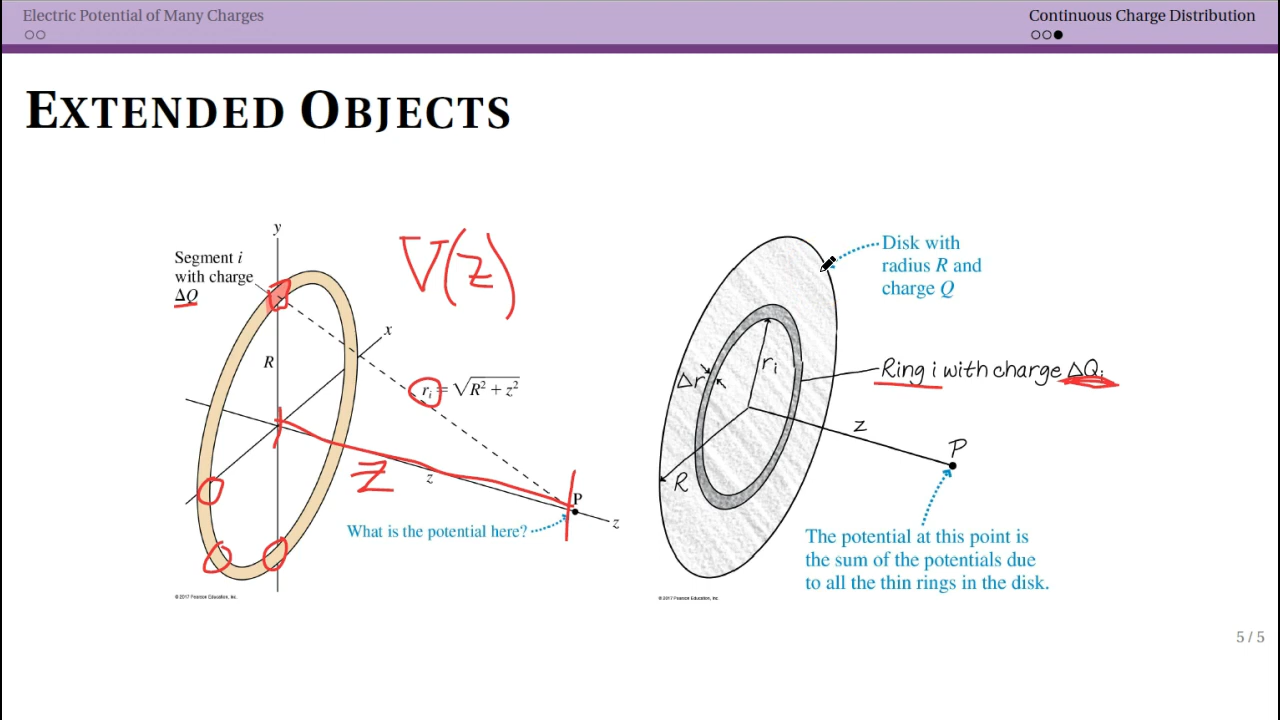 Electric Potential of Many Charges
Continuous Charge Distribution
EXTENDED OBJECTS
y
Segment i
with charge
ΔQ
V(z)
R
x
r_i = √R² + z²
z
z
P
z
What is the potential here?
© 2017 Pearson Education, Inc.
Disk with
radius R and
charge Q
r_i
Δr
Ring i with charge ΔQ_i
z
P
R
The potential at this point is
the sum of the potentials due
to all the thin rings in the disk.
© 2017 Pearson Education, Inc.
5 / 5